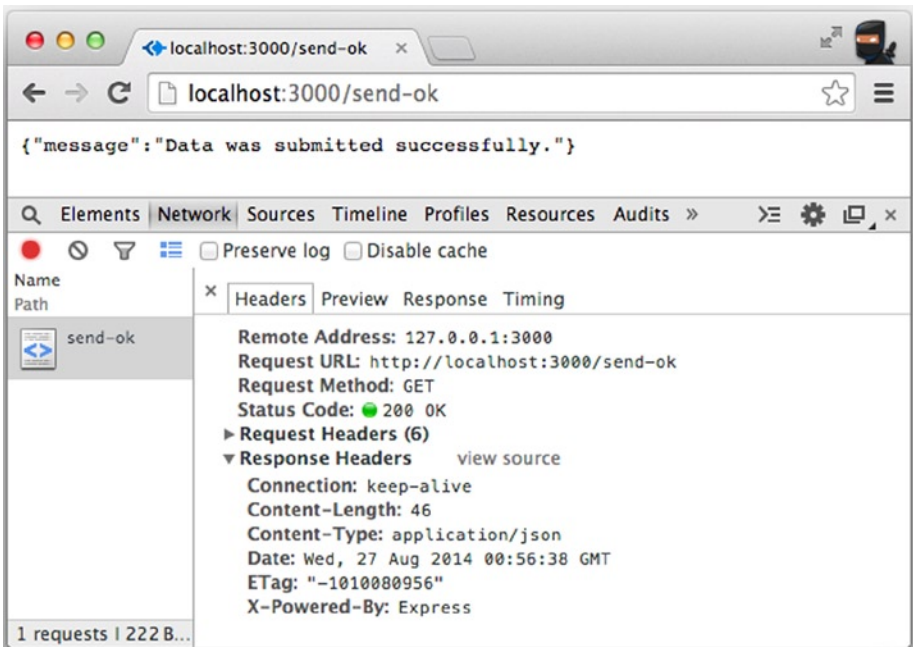 localhost:3000/send-ok ×
localhost:3000/send-ok
{"message":"Data was submitted successfully."}
Elements Network Sources Timeline Profiles Resources Audits »
Preserve log Disable cache
Name
Path
× Headers Preview Response Timing
send-ok
Remote Address: 127.0.0.1:3000
Request URL: http://localhost:3000/send-ok
Request Method: GET
Status Code: 200 OK
▶ Request Headers (6)
▼ Response Headers view source
Connection: keep-alive
Content-Length: 46
Content-Type: application/json
Date: Wed, 27 Aug 2014 00:56:38 GMT
ETag: "-1010080956"
X-Powered-By: Express
1 requests | 222 B...